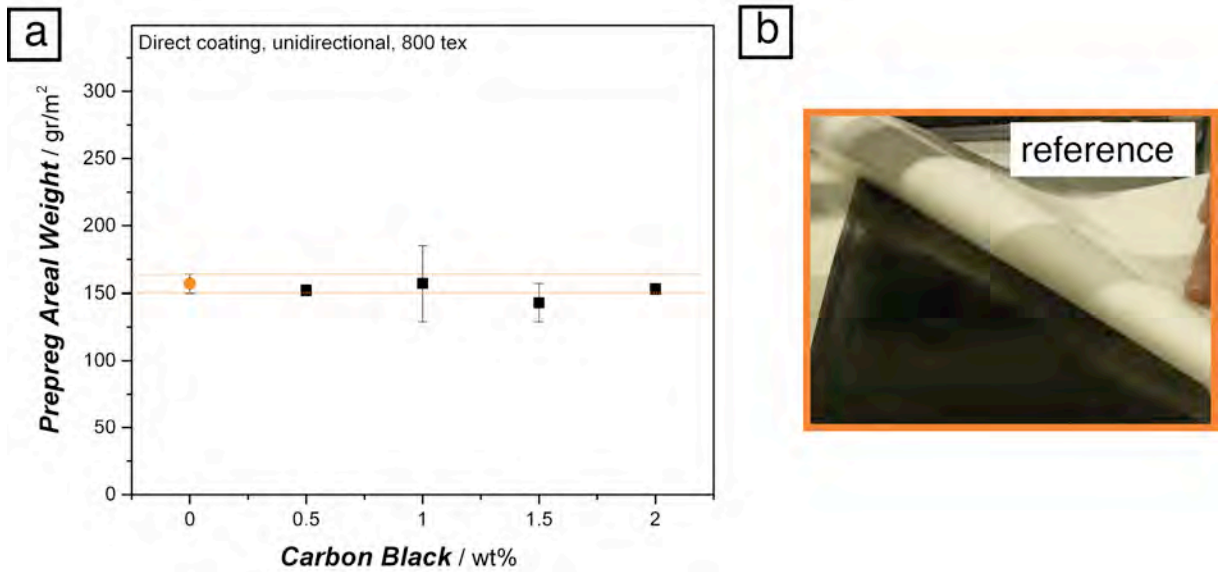 a
Direct coating, unidirectional, 800 tex
300
250
200
150
100
50
0
Prepreg Areal Weight / gr/m²
0 0.5 1 1.5 2
Carbon Black / wt%
b
reference